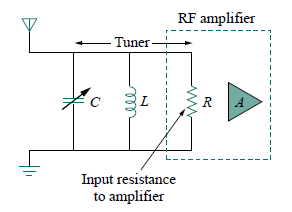 RF amplifier
Tuner
C
L
R
A
Input resistance
to amplifier